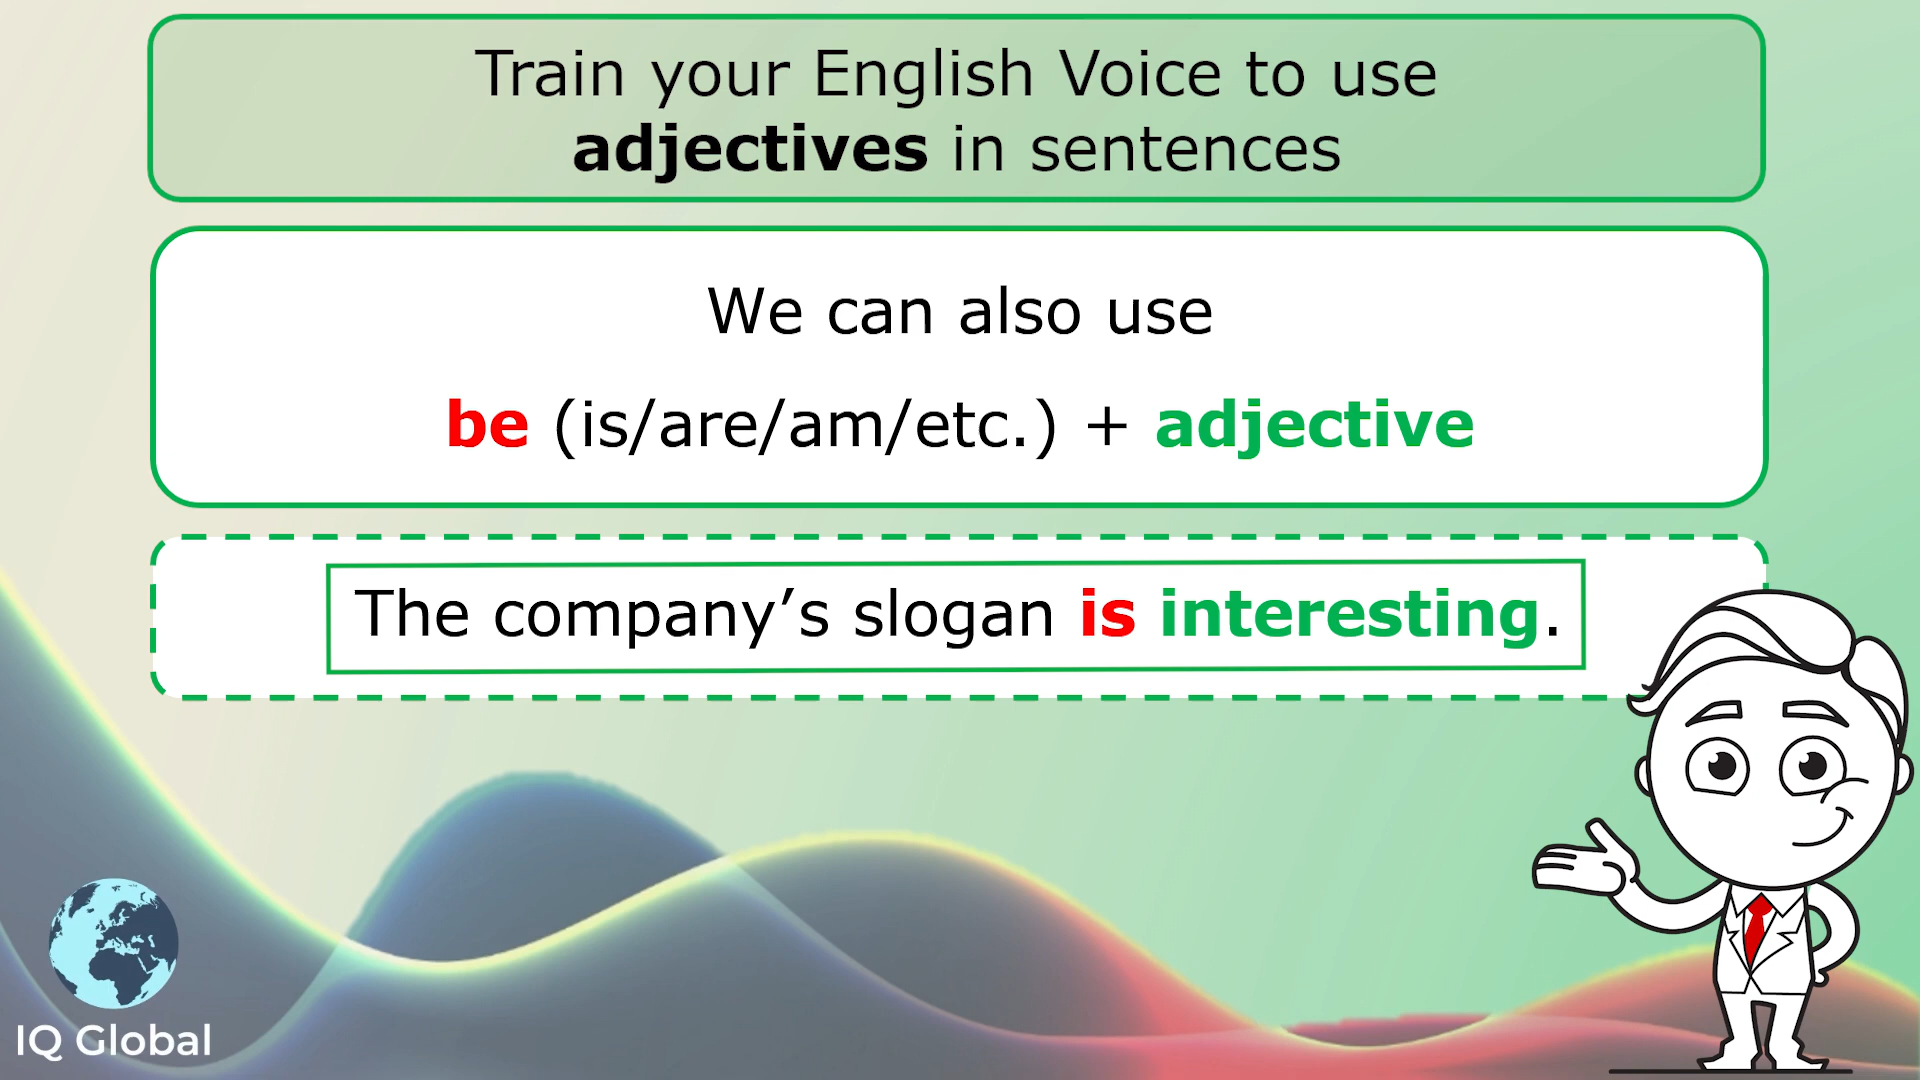 Train your English Voice to use
adjectives in sentences
We can also use
be (is/are/am/etc.) + adjective
The company’s slogan is interesting.
IQ Global